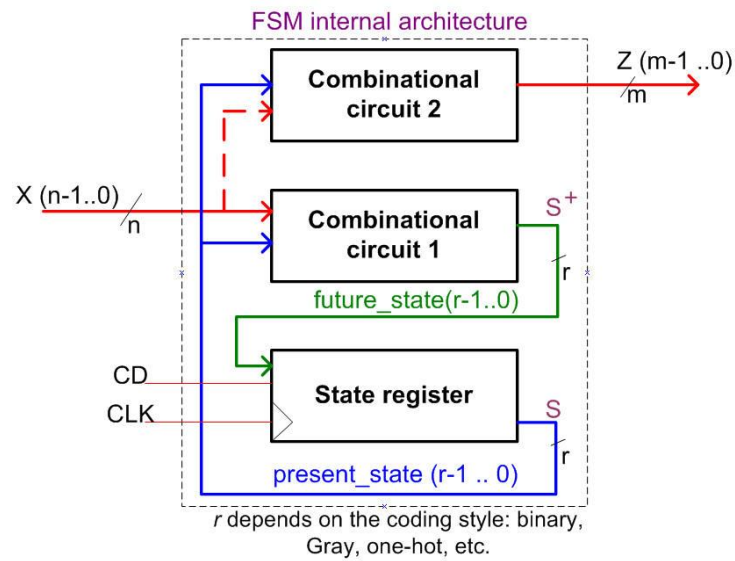 FSM internal architecture
Z (m-1 ..0)
Combinational
circuit 2
m
X (n-1..0)
n
Combinational
circuit 1
S+
r
future_state(r-1..0)
CD
State register
CLK
S
r
present_state (r-1 .. 0)
r depends on the coding style: binary,
Gray, one-hot, etc.